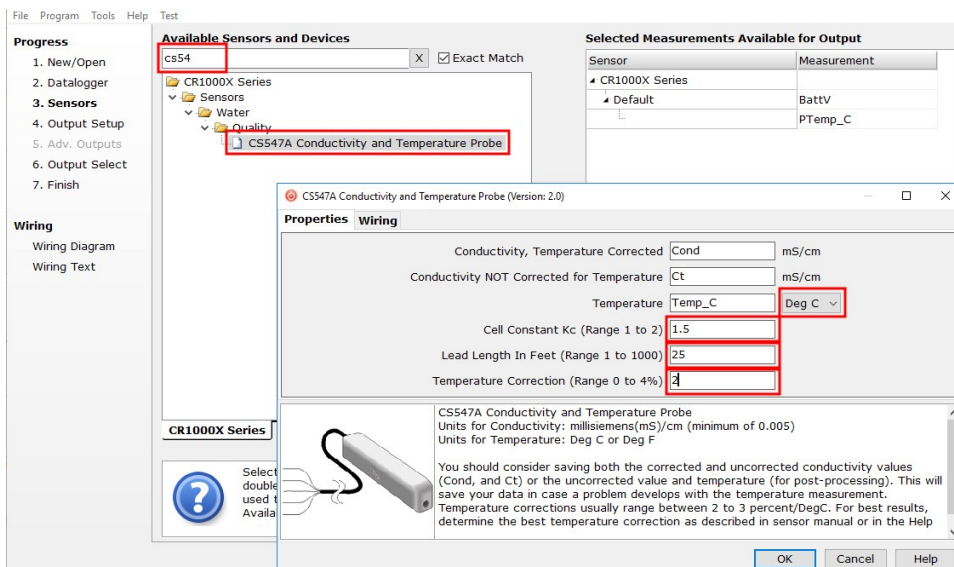 File Program Tools Help Test
Progress
1. New/Open
2. Datalogger
3. Sensors
4. Output Setup
5. Adv. Outputs
6. Output Select
7. Finish
Wiring
Wiring Diagram
Wiring Text
Available Sensors and Devices
cs54
X
Exact Match
CR1000X Series
Sensors
Water
Quality
CS547A Conductivity and Temperature Probe
CR1000X Series
Selected Measurements Available for Output
Sensor Measurement
CR1000X Series
Default BattV
PTemp_C
CS547A Conductivity and Temperature Probe (Version: 2.0)
Properties Wiring
Conductivity, Temperature Corrected Cond mS/cm
Conductivity NOT Corrected for Temperature Ct mS/cm
Temperature Temp_C Deg C
Cell Constant Kc (Range 1 to 2) 1.5
Lead Length In Feet (Range 1 to 1000) 25
Temperature Correction (Range 0 to 4%) 2
CS547A Conductivity and Temperature Probe
Units for Conductivity: millisiemens(mS)/cm (minimum of 0.005)
Units for Temperature: Deg C or Deg F
You should consider saving both the corrected and uncorrected conductivity values
(Cond, and Ct) or the uncorrected value and temperature (for post-processing). This will
save your data in case a problem develops with the temperature measurement.
Temperature corrections usually range between 2 to 3 percent/DegC. For best results,
determine the best temperature correction as described in sensor manual or in the Help
Select
double
used t
Availa
OK Cancel Help